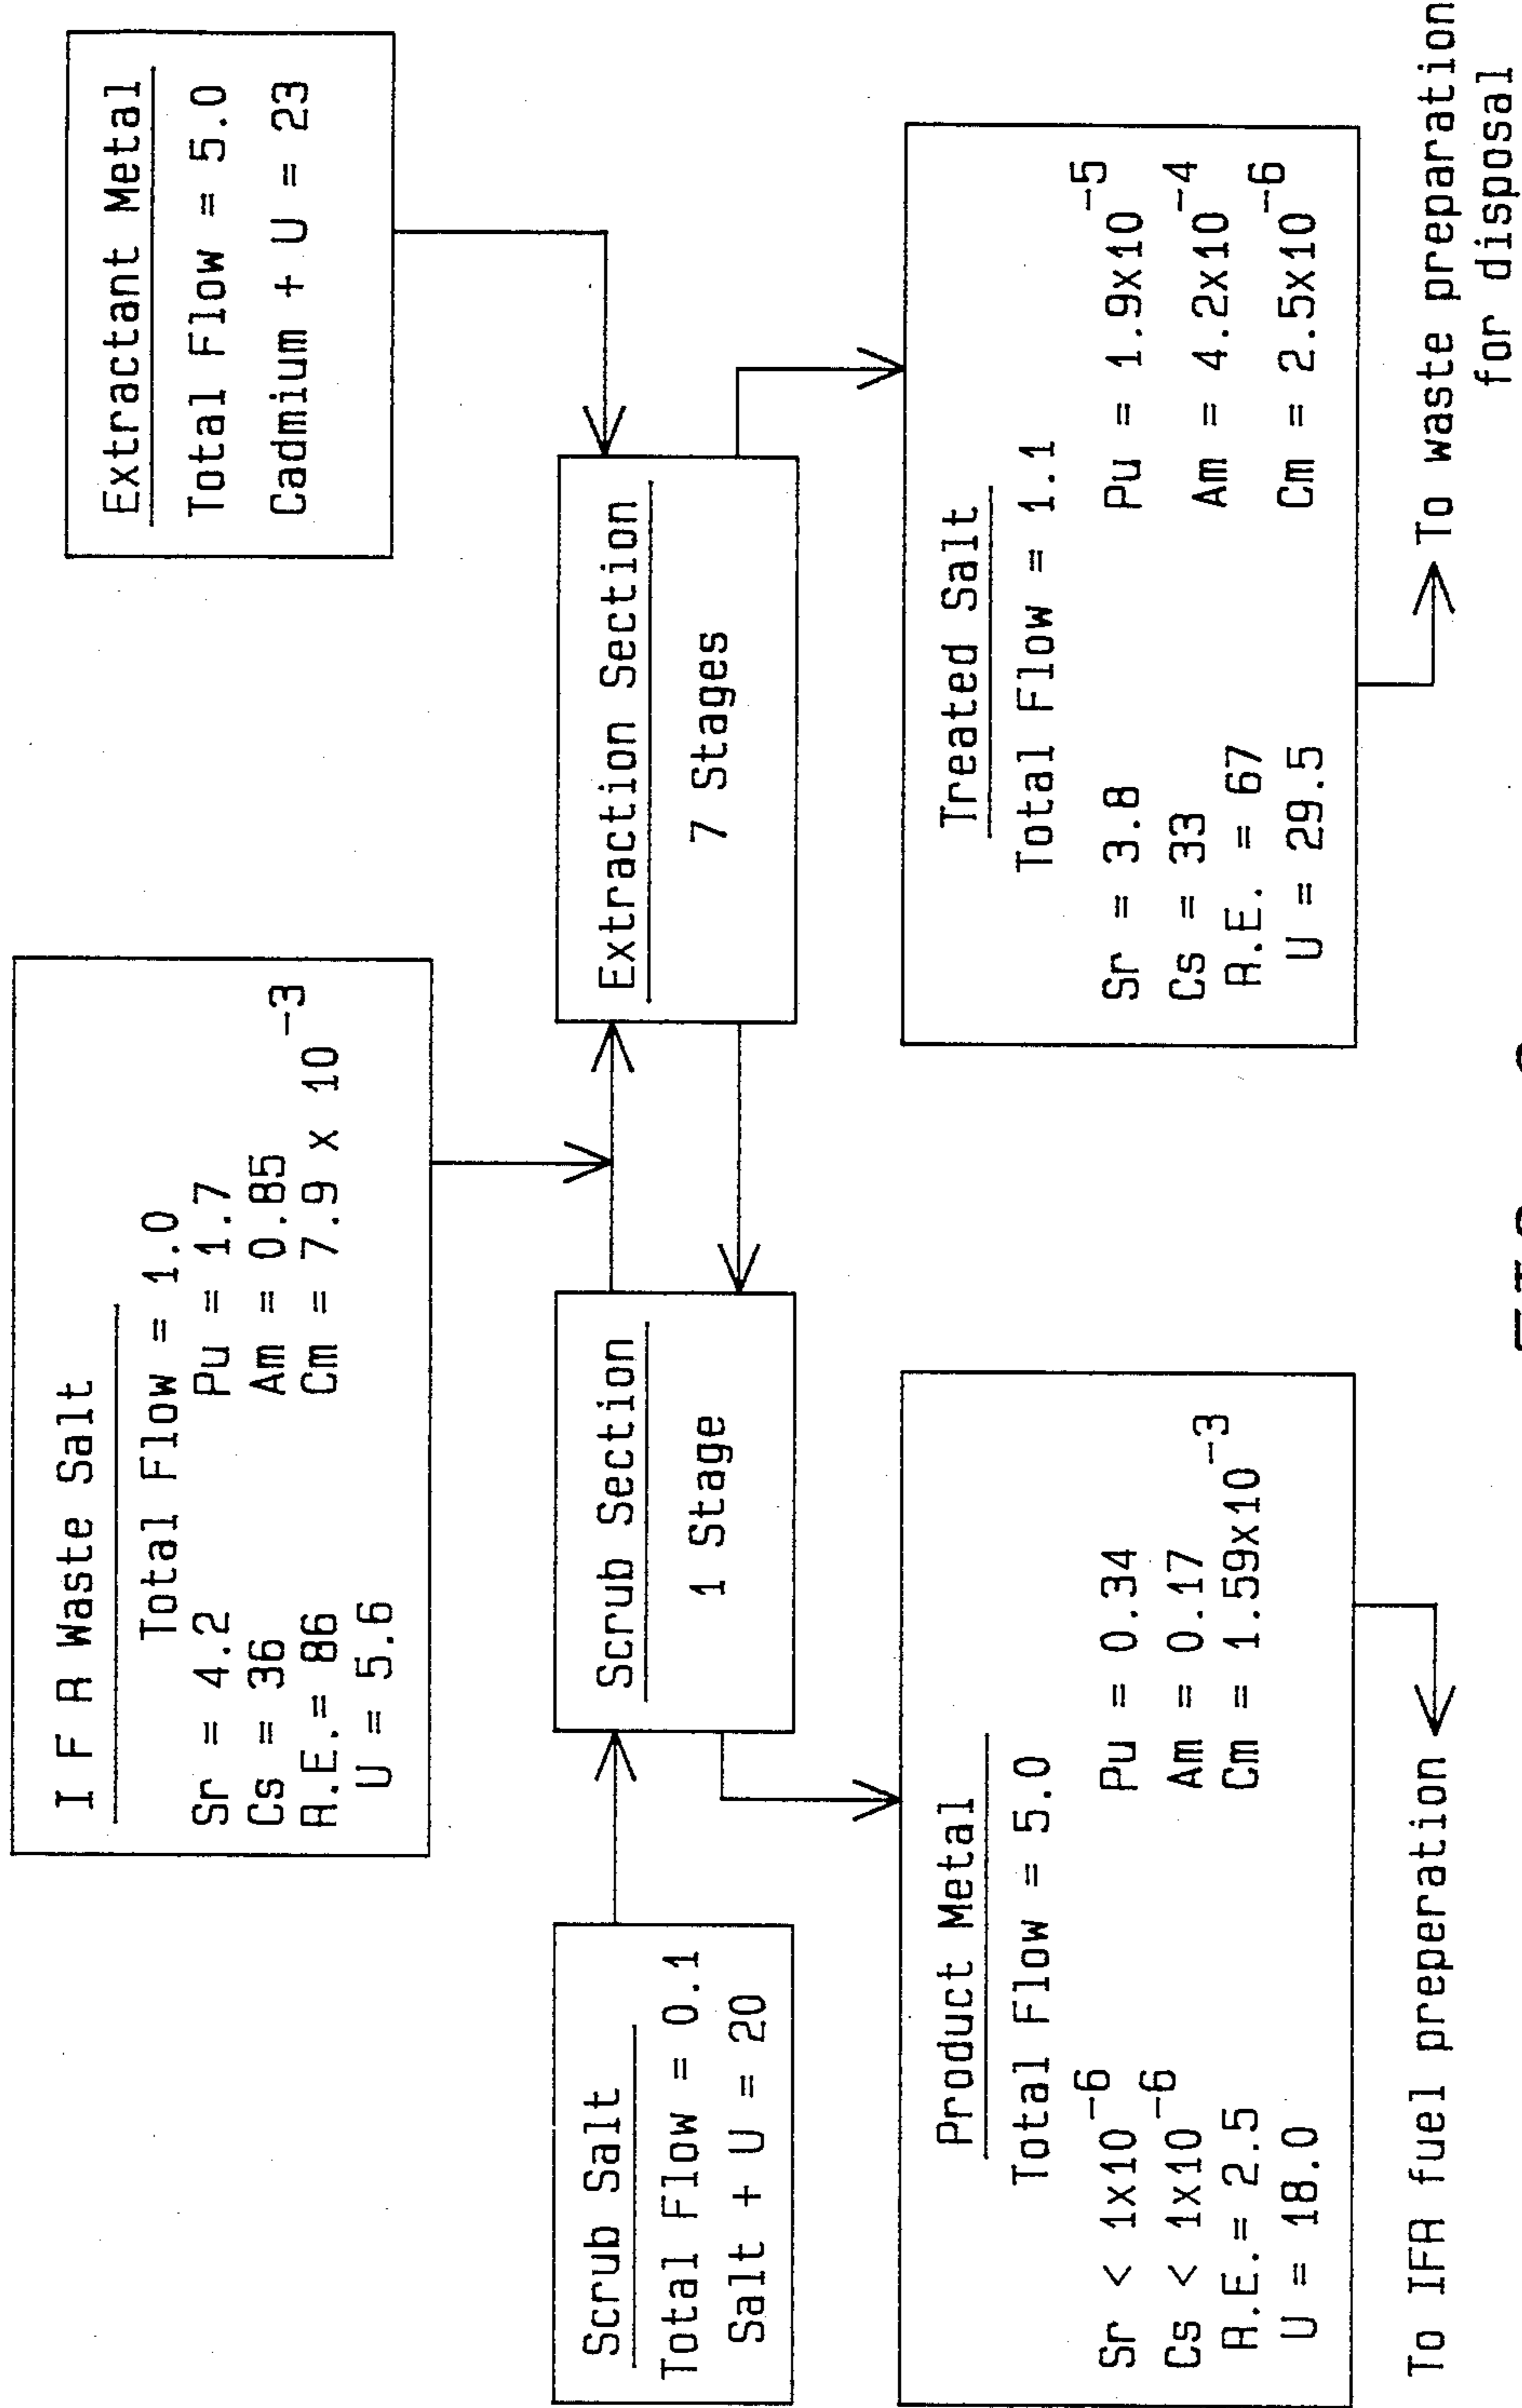 I F R Waste Salt
Total Flow = 1.0
Sr = 4.2 Pu = 1.7
Cs = 36 Am = 0.85
R.E.= 86 Cm = 7.9 x 10⁻³
U = 5.6
Extractant Metal
Total Flow = 5.0
Cadmium + U = 23
Scrub Salt
Total Flow = 0.1
Salt + U = 20
Scrub Section
1 Stage
Extraction Section
7 Stages
Product Metal
Total Flow = 5.0
Sr < 1x10⁻⁶ Pu = 0.34
Cs < 1x10⁻⁶ Am = 0.17
R.E.= 2.5 Cm = 1.59x10⁻³
U = 18.0
Treated Salt
Total Flow = 1.1
Sr = 3.8 Pu = 1.9x10⁻⁵
Cs = 33 Am = 4.2x10⁻⁴
R.E. = 67 Cm = 2.5x10⁻⁶
U = 29.5
To IFR fuel preperation
To waste preparation
for disposal